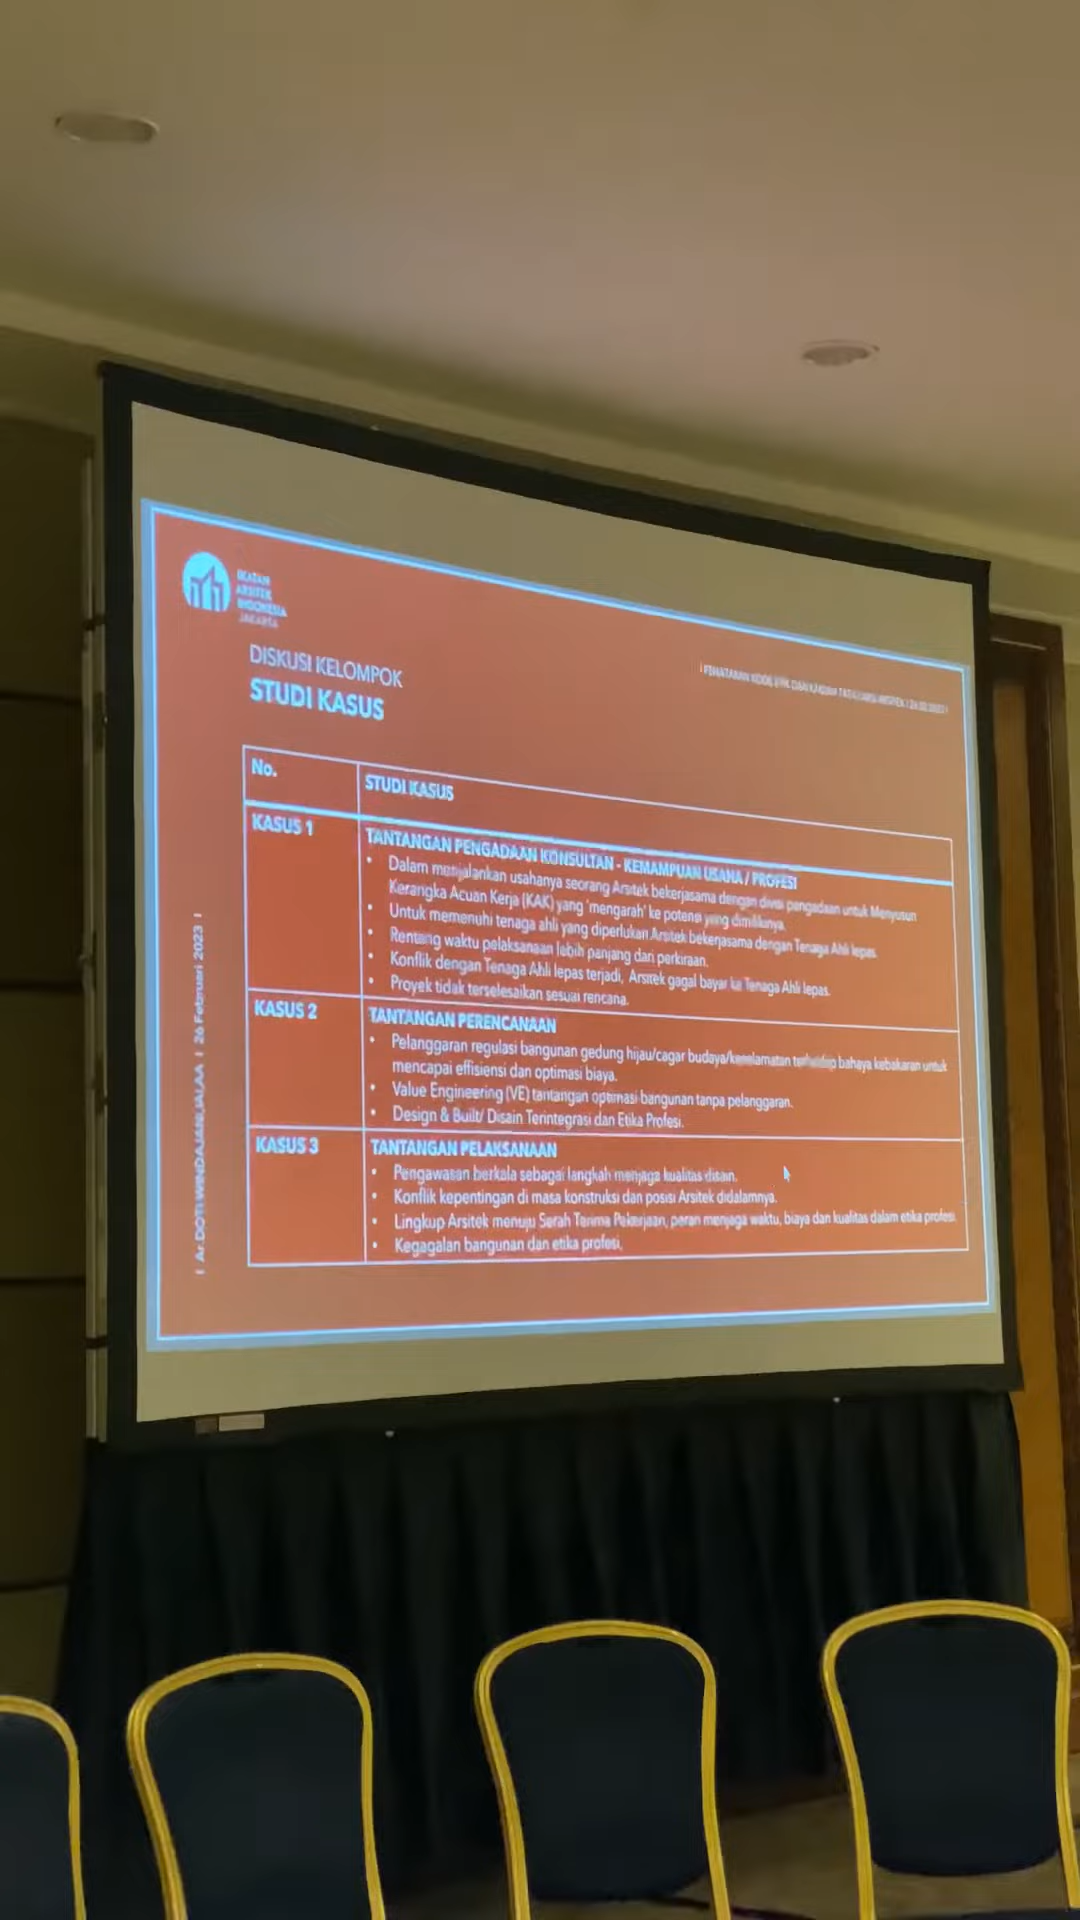 IKATAN
ARSITEK
INDONESIA
JAKARTA
DISKUSI KELOMPOK
STUDI KASUS
| PENATARAN KODE ETIK DAN KAIDAH TATA LAKU ARSITEK |
No.
STUDI KASUS
KASUS 1
TANTANGAN PENGADAAN KONSULTAN - KEMAMPUAN USAHA / PROFESI
• Dalam menjalankan usahanya seorang Arsitek bekerjasama dengan divisi pengadaan untuk Menyusun
Kerangka Acuan Kerja (KAK) yang 'mengarah' ke potensi yang dimilikinya.
• Untuk memenuhi tenaga ahli yang diperlukan Arsitek bekerjasama dengan Tenaga Ahli lepas.
• Rentang waktu pelaksanaan lebih panjang dari perkiraan.
• Konflik dengan Tenaga Ahli lepas terjadi, Arsitek gagal bayar ke Tenaga Ahli lepas.
• Proyek tidak terselesaikan sesuai rencana.
KASUS 2
TANTANGAN PERENCANAAN
• Pelanggaran regulasi bangunan gedung hijau/cagar budaya/keselamatan terhadap bahaya kebakaran untuk
mencapai effisiensi dan optimasi biaya.
• Value Engineering (VE) tantangan optimasi bangunan tanpa pelanggaran.
• Design & Built/ Disain Terintegrasi dan Etika Profesi.
KASUS 3
TANTANGAN PELAKSANAAN
• Pengawasan berkala sebagai langkah menjaga kualitas disain.
• Konflik kepentingan di masa konstruksi dan posisi Arsitek didalamnya.
• Lingkup Arsitek menuju Serah Terima Pekerjaan, peran menjaga waktu, biaya dan kualitas dalam etika profesi.
• Kegagalan bangunan dan etika profesi.
| 26 Februari 2023 |